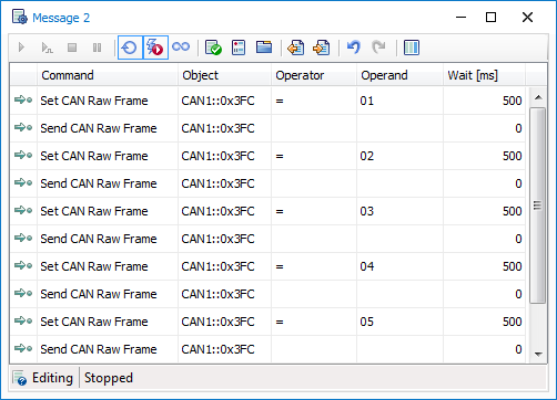 Message 2
Command Object Operator Operand Wait [ms]
Set CAN Raw Frame CAN1::0x3FC = 01 500
Send CAN Raw Frame CAN1::0x3FC 0
Set CAN Raw Frame CAN1::0x3FC = 02 500
Send CAN Raw Frame CAN1::0x3FC 0
Set CAN Raw Frame CAN1::0x3FC = 03 500
Send CAN Raw Frame CAN1::0x3FC 0
Set CAN Raw Frame CAN1::0x3FC = 04 500
Send CAN Raw Frame CAN1::0x3FC 0
Set CAN Raw Frame CAN1::0x3FC = 05 500
Send CAN Raw Frame CAN1::0x3FC 0
Editing Stopped